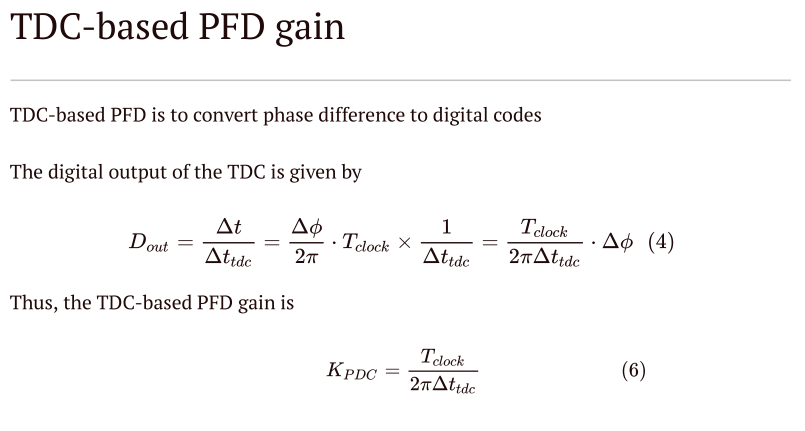 TDC-based PFD gain
TDC-based PFD is to convert phase difference to digital codes
The digital output of the TDC is given by
$D_{out} = \frac{\Delta t}{\Delta t_{tdc}} = \frac{\Delta \phi}{2\pi} \cdot T_{clock} \times \frac{1}{\Delta t_{tdc}} = \frac{T_{clock}}{2\pi \Delta t_{tdc}} \cdot \Delta \phi$ (4)
Thus, the TDC-based PFD gain is
$K_{PDC} = \frac{T_{clock}}{2\pi \Delta t_{tdc}}$ (6)